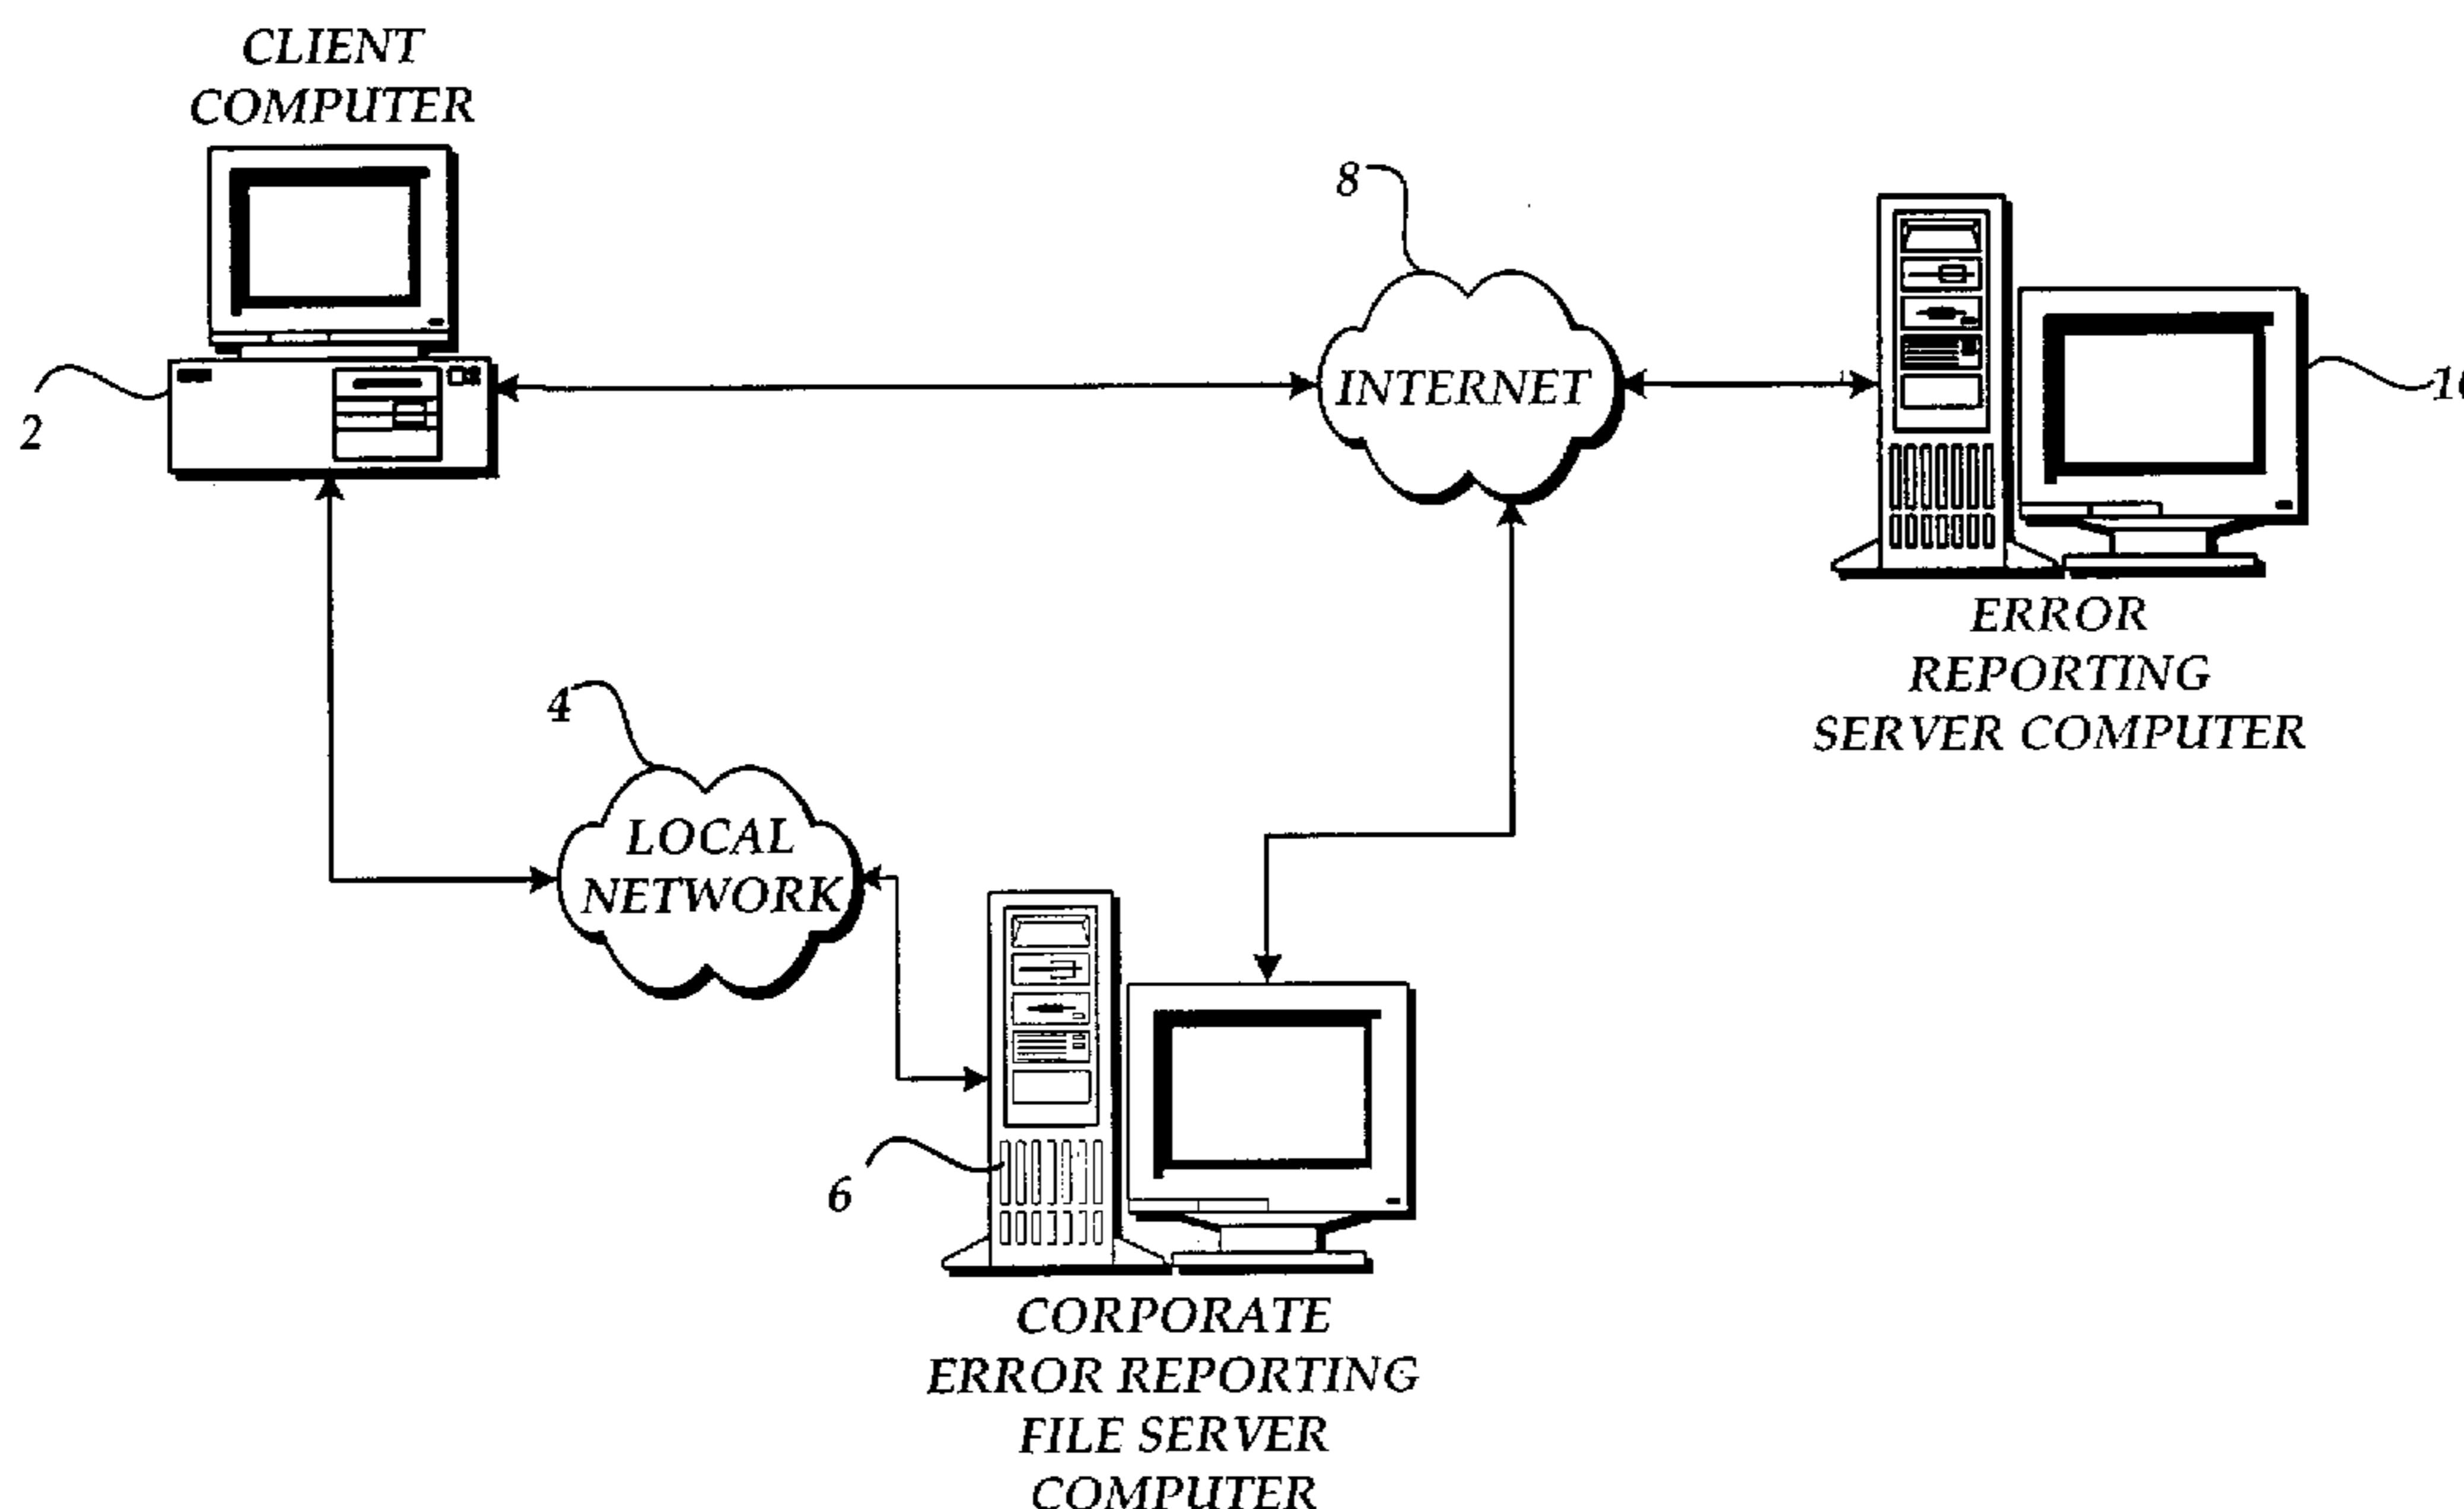 CLIENT
COMPUTER
8
INTERNET
2
ERROR
REPORTING
SERVER COMPUTER
4
LOCAL
NETWORK
6
CORPORATE
ERROR REPORTING
FILE SERVER
COMPUTER